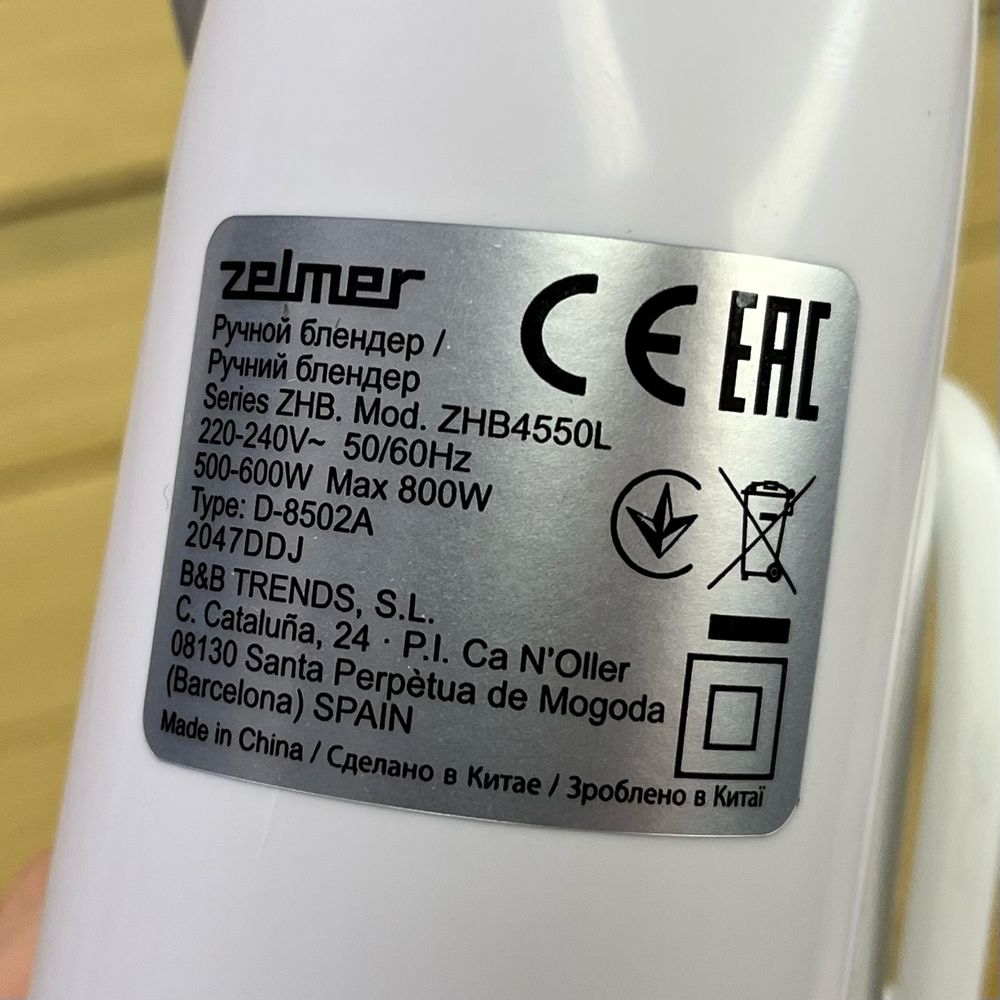 zelmer
Ручной блендер /
Ручний блендер
Series ZHB. Mod. ZHB4550L
220-240V~ 50/60Hz
500-600W Max 800W
Type: D-8502A
2047DDJ
B&B TRENDS, S.L.
C. Cataluña, 24 · P.I. Ca N'Oller
08130 Santa Perpètua de Mogoda
(Barcelona) SPAIN
Made in China / Сделано в Китае / Зроблено в Китаї
CE EAC